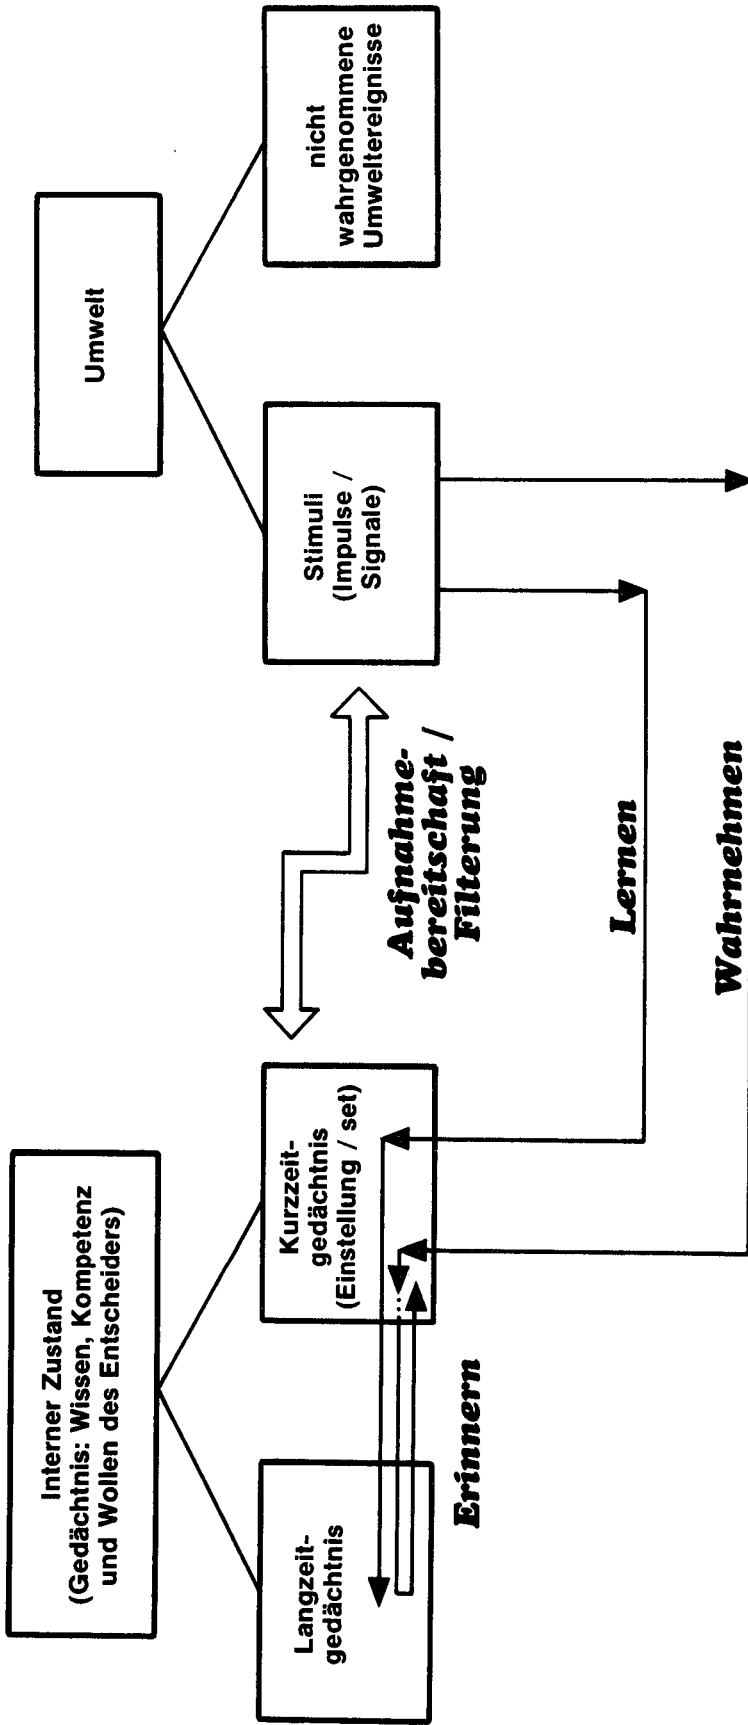 Interner Zustand
(Gedächtnis: Wissen, Kompetenz
und Wollen des Entscheiders)
Umwelt
Langzeit-
gedächtnis
Kurzzeit-
gedächtnis
(Einstellung / set)
Stimuli
(Impulse /
Signale)
nicht
wahrgenommene
Umweltereignisse
Aufnahme-
bereitschaft /
Filterung
Erinnern
Lernen
Wahrnehmen